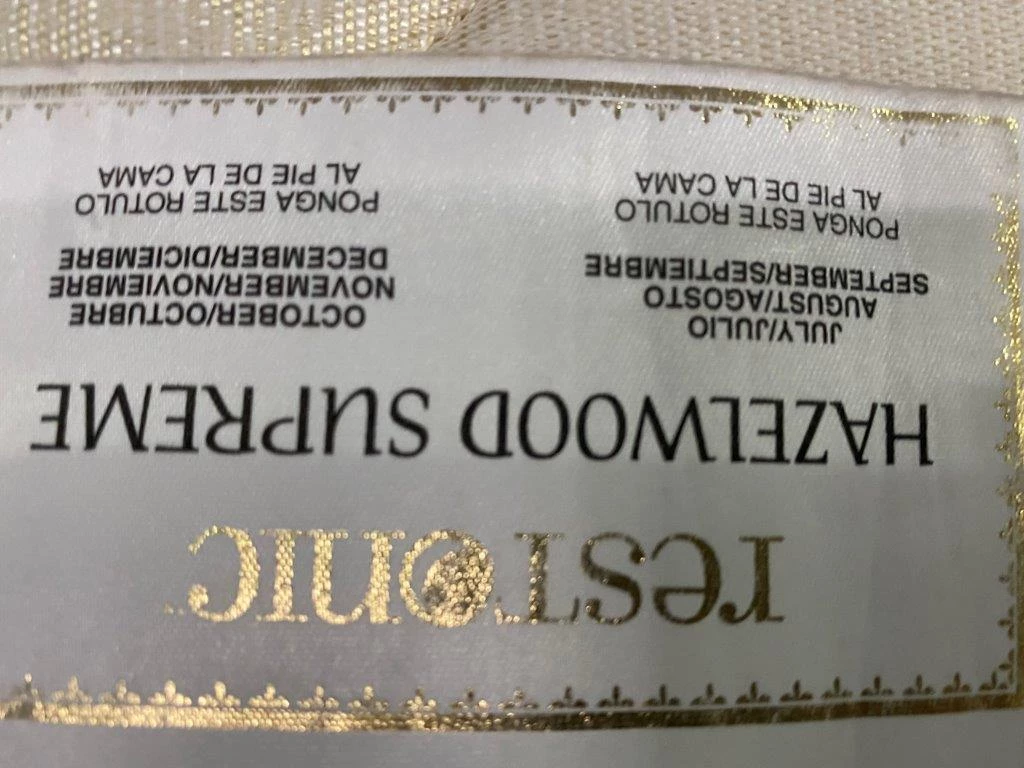 resTonic
HAZELWOOD SUPREME
JULY/JULIO
AUGUST/AGOSTO
SEPTEMBER/SEPTIEMBRE
PONGA ESTE ROTULO
AL PIE DE LA CAMA
OCTOBER/OCTUBRE
NOVEMBER/NOVIEMBRE
DECEMBER/DICIEMBRE
PONGA ESTE ROTULO
AL PIE DE LA CAMA